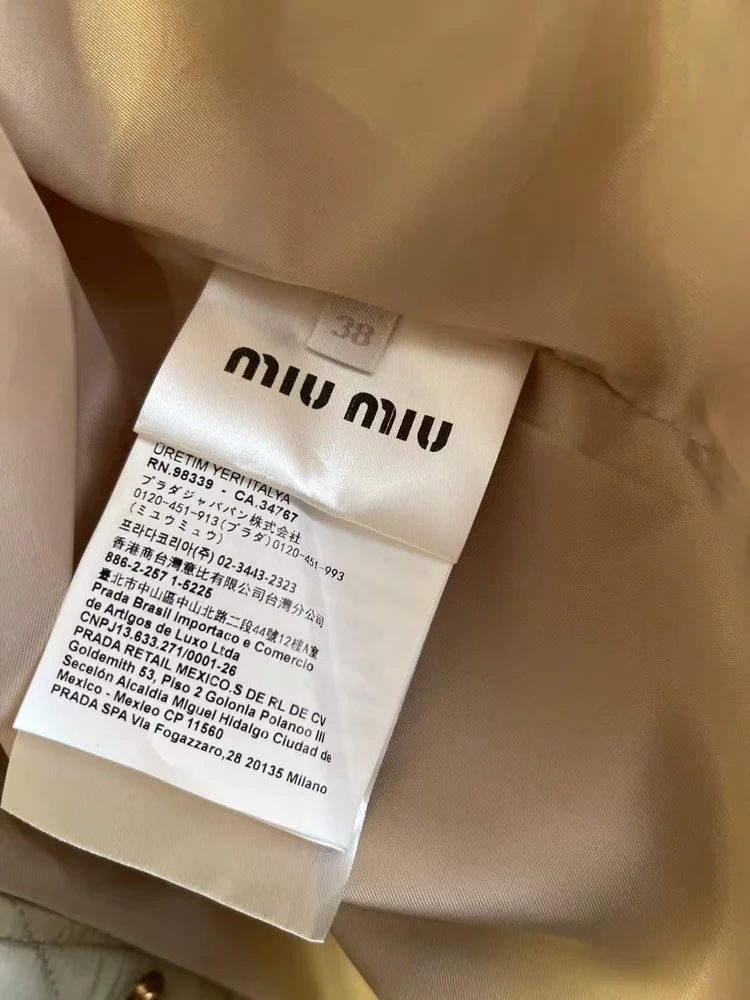 38
miu miu
ÜRETIM YERI ITALYA
RN.98339 - CA.34767
プラダジャパバン株式会社
0120-451-913(プラダ)0120-451-993
(ミユウミュウ)
프라다코리아(주) 02-3443-2323
香港商台灣意比有限公司台灣分公司
886-2-257 1-5225
臺北市中山區中山北路二段44號12樓A室
Prada Brasil Importaco e Comercio
de Artigos de Luxo Ltda
CNPJ13.633.271/0001-26
PRADA RETAIL MEXICO.S DE RL DE CV
Goldemith 53, Piso 2 Golonia Polanoo III
Secelón Alcaldia Miguel Hidalgo Ciudad de
Mexico - Mexleo CP 11560
PRADA SPA VIa Fogazzaro,28 20135 Milano